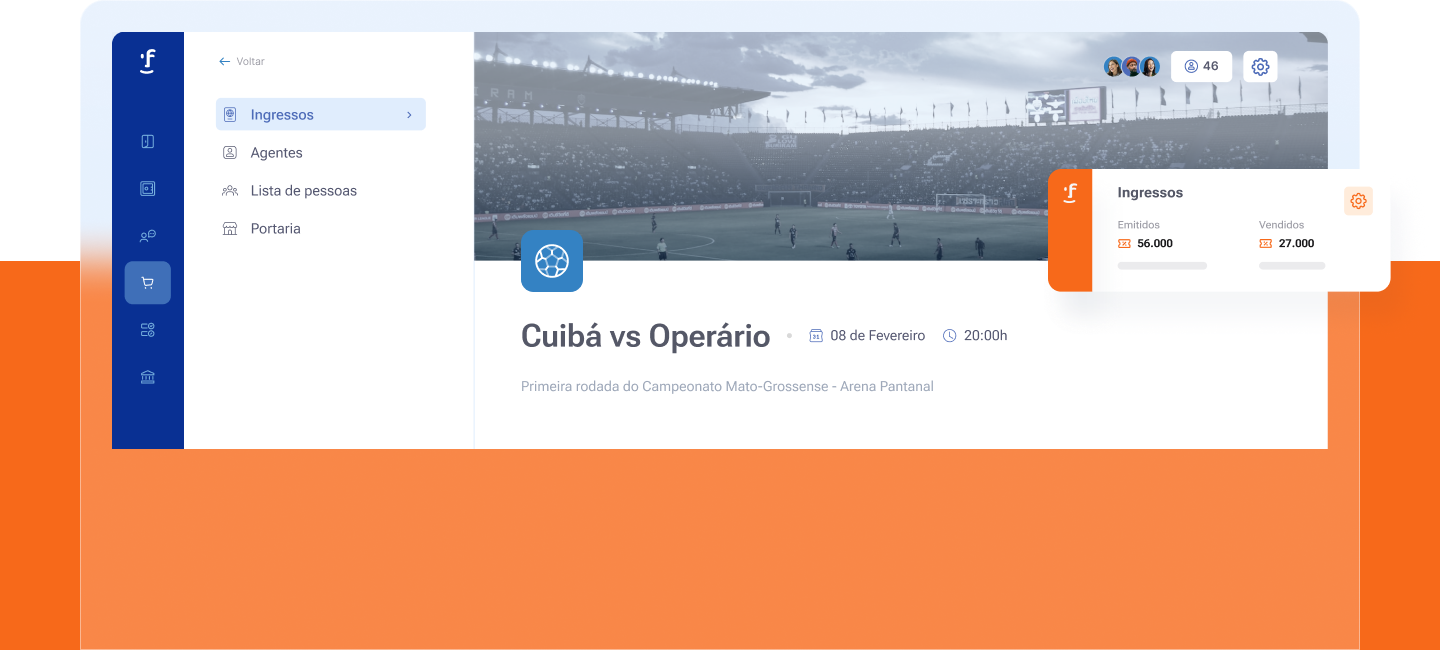 Voltar
Ingressos
Agentes
Lista de pessoas
Portaria
46
Ingressos
Emitidos
Vendidos
56.000
27.000
Cuibá vs Operário
31
08 de Fevereiro
20:00h
Primeira rodada do Campeonato Mato-Grossense - Arena Pantanal